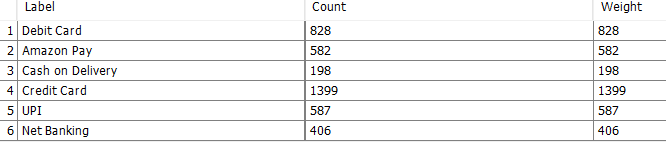 Label Count Weight
1 Debit Card 828 828
2 Amazon Pay 582 582
3 Cash on Delivery 198 198
4 Credit Card 1399 1399
5 UPI 587 587
6 Net Banking 406 406